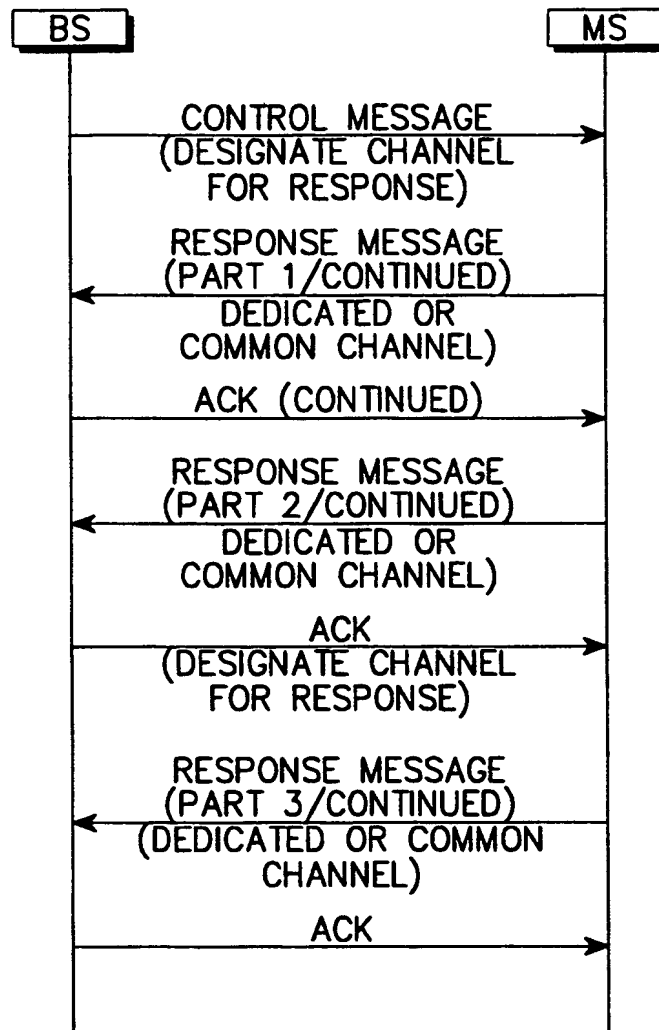 BS
MS
CONTROL MESSAGE
(DESIGNATE CHANNEL
FOR RESPONSE)
RESPONSE MESSAGE
(PART 1/CONTINUED)
DEDICATED OR
COMMON CHANNEL)
ACK (CONTINUED)
RESPONSE MESSAGE
(PART 2/CONTINUED)
DEDICATED OR
COMMON CHANNEL)
ACK
(DESIGNATE CHANNEL
FOR RESPONSE)
RESPONSE MESSAGE
(PART 3/CONTINUED)
(DEDICATED OR COMMON
CHANNEL)
ACK